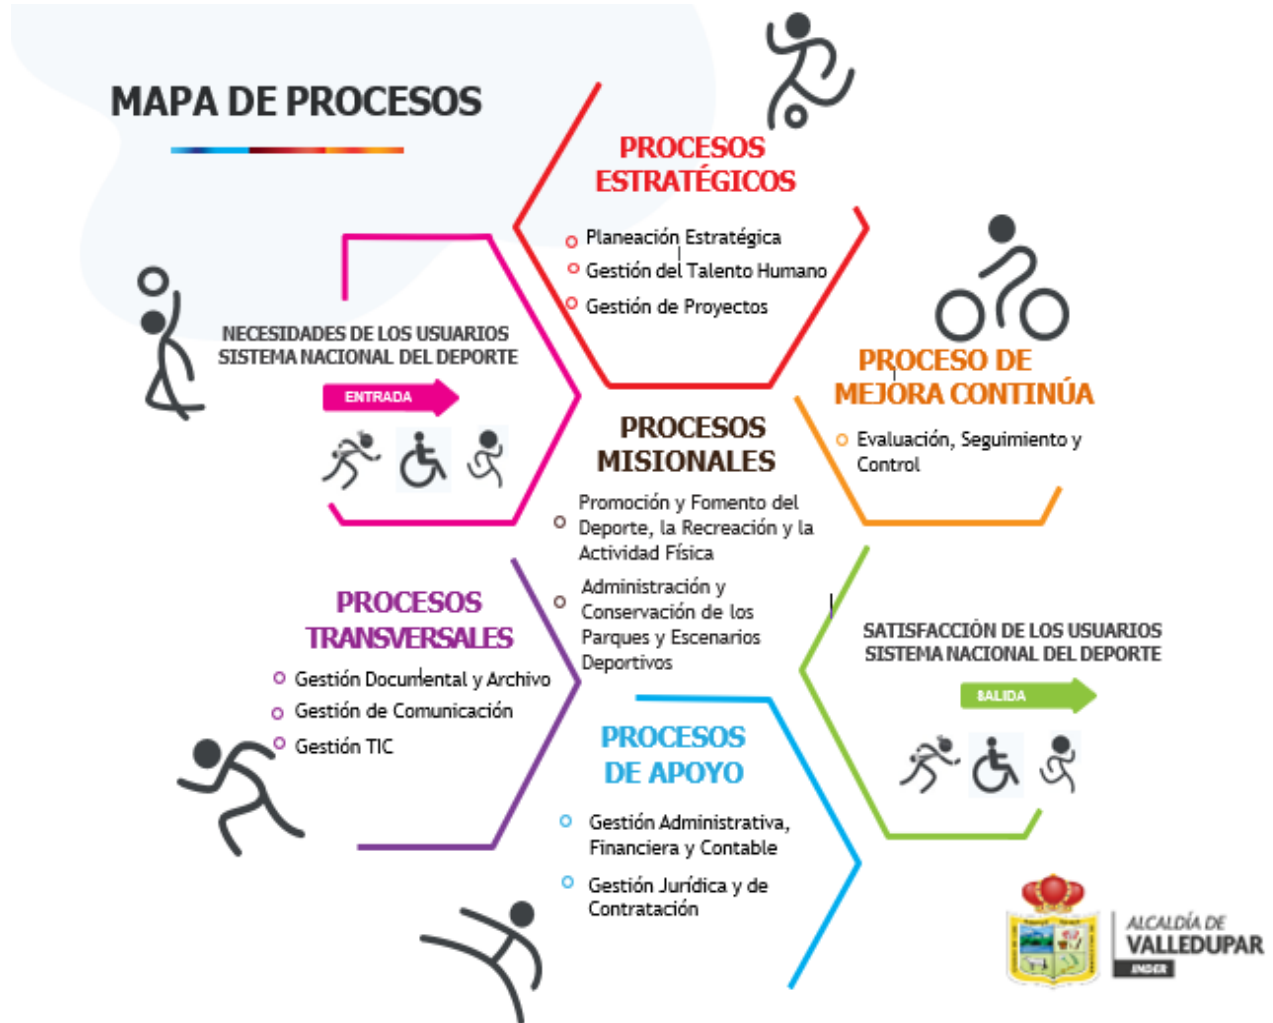 MAPA DE PROCESOS
PROCESOS
ESTRATÉGICOS
Planeación Estratégica
Gestión del Talento Humano
Gestión de Proyectos
NECESIDADES DE LOS USUARIOS
SISTEMA NACIONAL DEL DEPORTE
ENTRADA
PROCESO DE
MEJORA CONTINÚA
Evaluación, Seguimiento y
Control
PROCESOS
MISIONALES
Promoción y Fomento del
Deporte, la Recreación y la
Actividad Física
Administración y
Conservación de los
Parques y Escenarios
Deportivos
PROCESOS
TRANSVERSALES
Gestión Documental y Archivo
Gestión de Comunicación
Gestión TIC
SATISFACCIÓN DE LOS USUARIOS
SISTEMA NACIONAL DEL DEPORTE
SALIDA
PROCESOS
DE APOYO
Gestión Administrativa,
Financiera y Contable
Gestión Jurídica y de
Contratación
ALCALDÍA DE
VALLEDUPAR
INDER